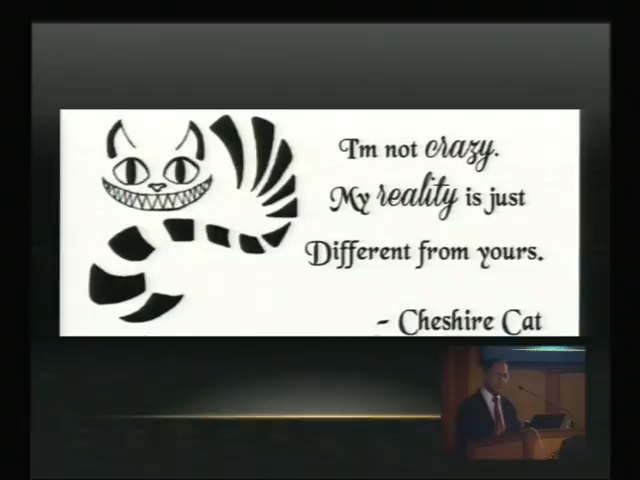 I'm not crazy.
My reality is just
Different from yours.
- Cheshire Cat